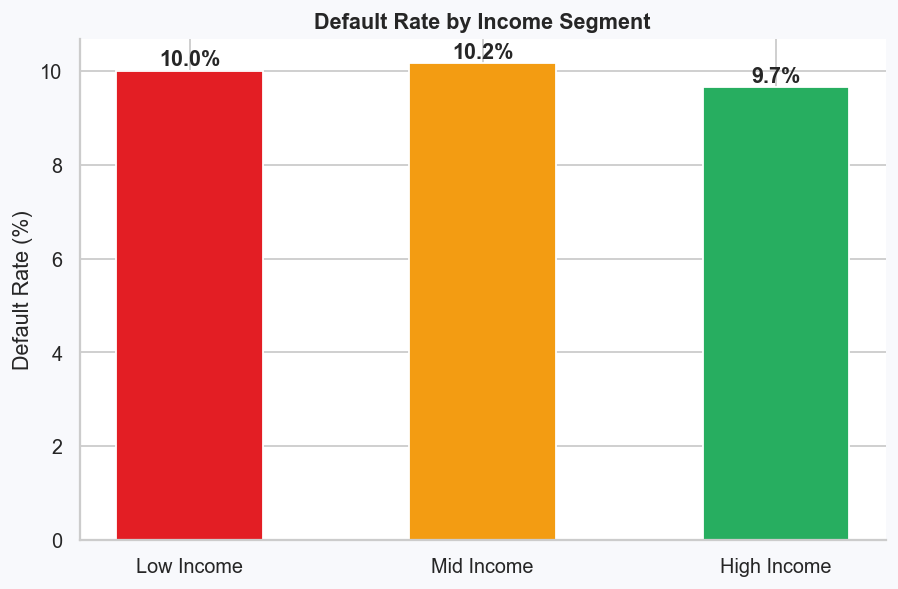 Default Rate by Income Segment
10.0%
10.2%
9.7%
Default Rate (%)
10
8
6
4
2
0
Low Income
Mid Income
High Income